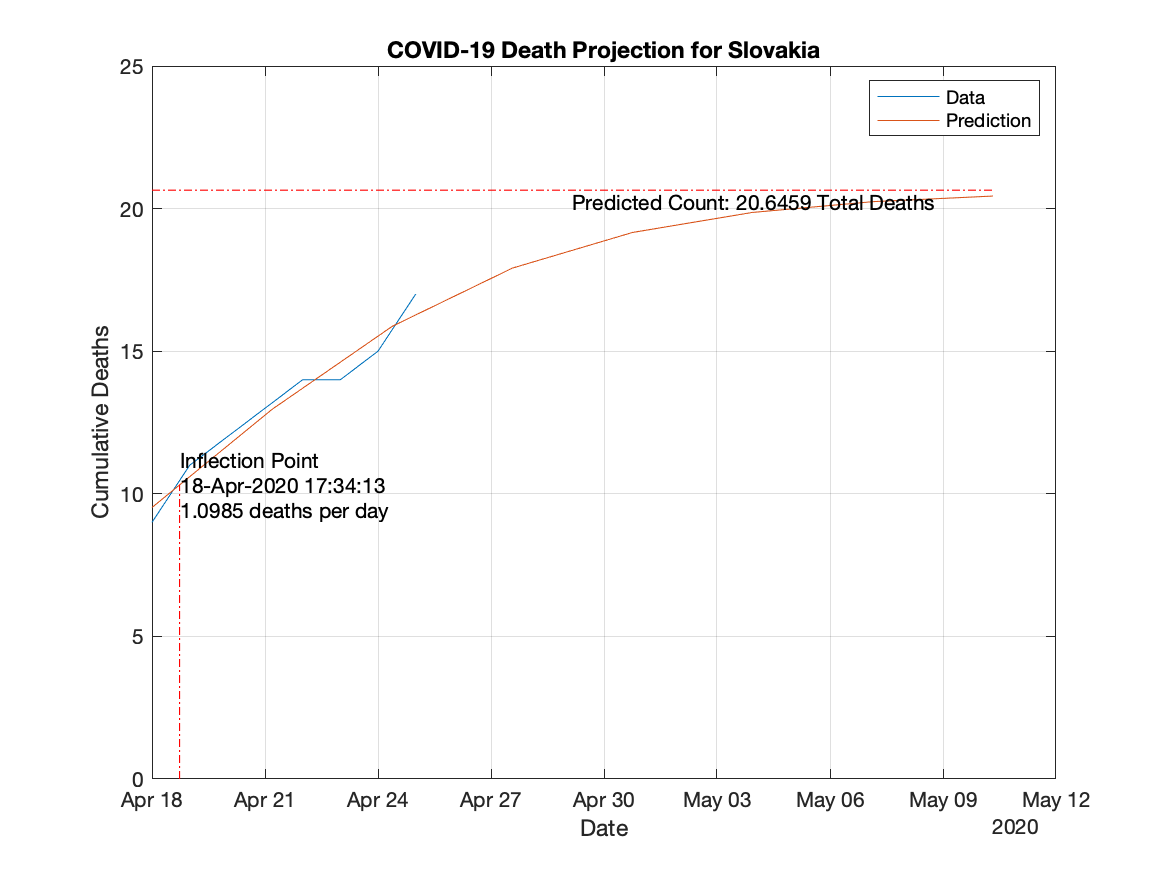 COVID-19 Death Projection for Slovakia
25
Data
Prediction
Predicted Count: 20.6459 Total Deaths
20
15
Cumulative Deaths
Inflection Point
18-Apr-2020 17:34:13
1.0985 deaths per day
10
5
0
Apr 18 Apr 21 Apr 24 Apr 27 Apr 30 May 03 May 06 May 09 May 12
Date
2020